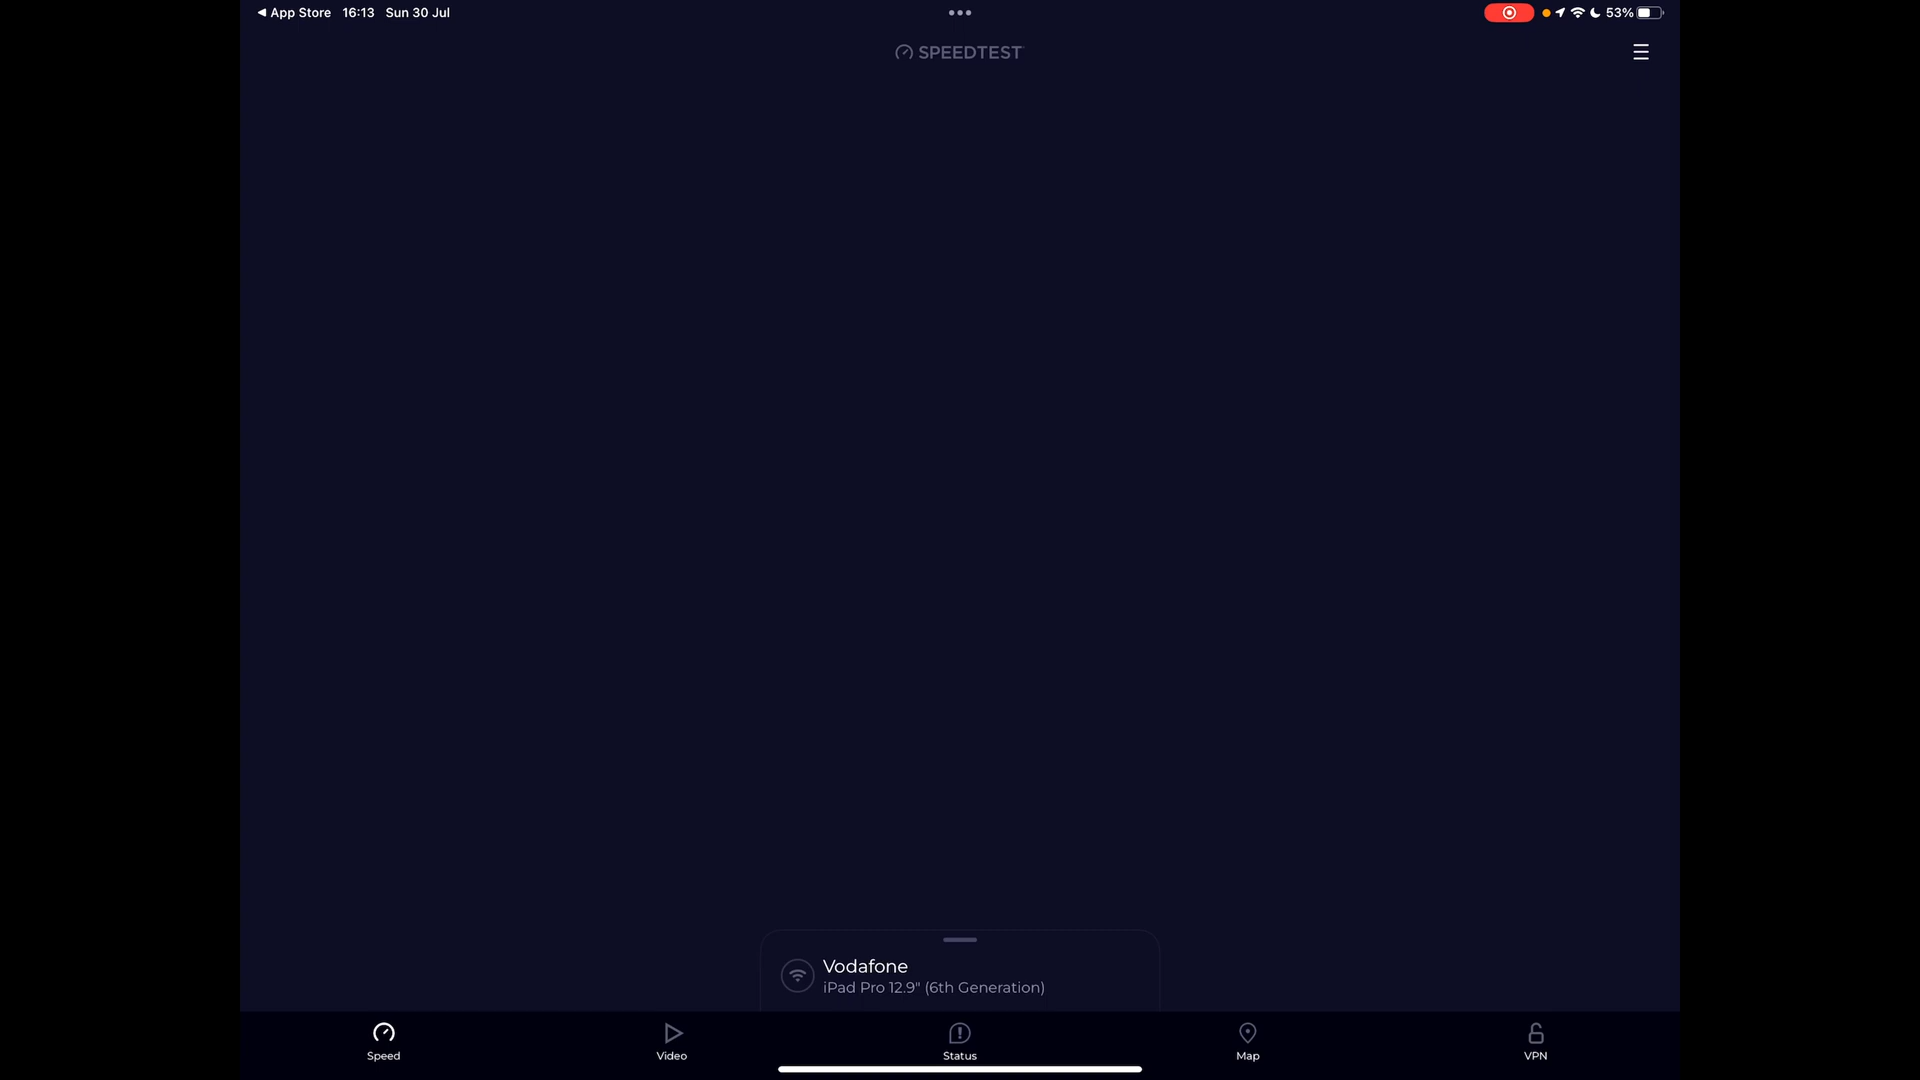 App Store 16:13 Sun 30 Jul
53%
SPEEDTEST
Vodafone
iPad Pro 12.9" (6th Generation)
Speed
Video
Status
Map
VPN